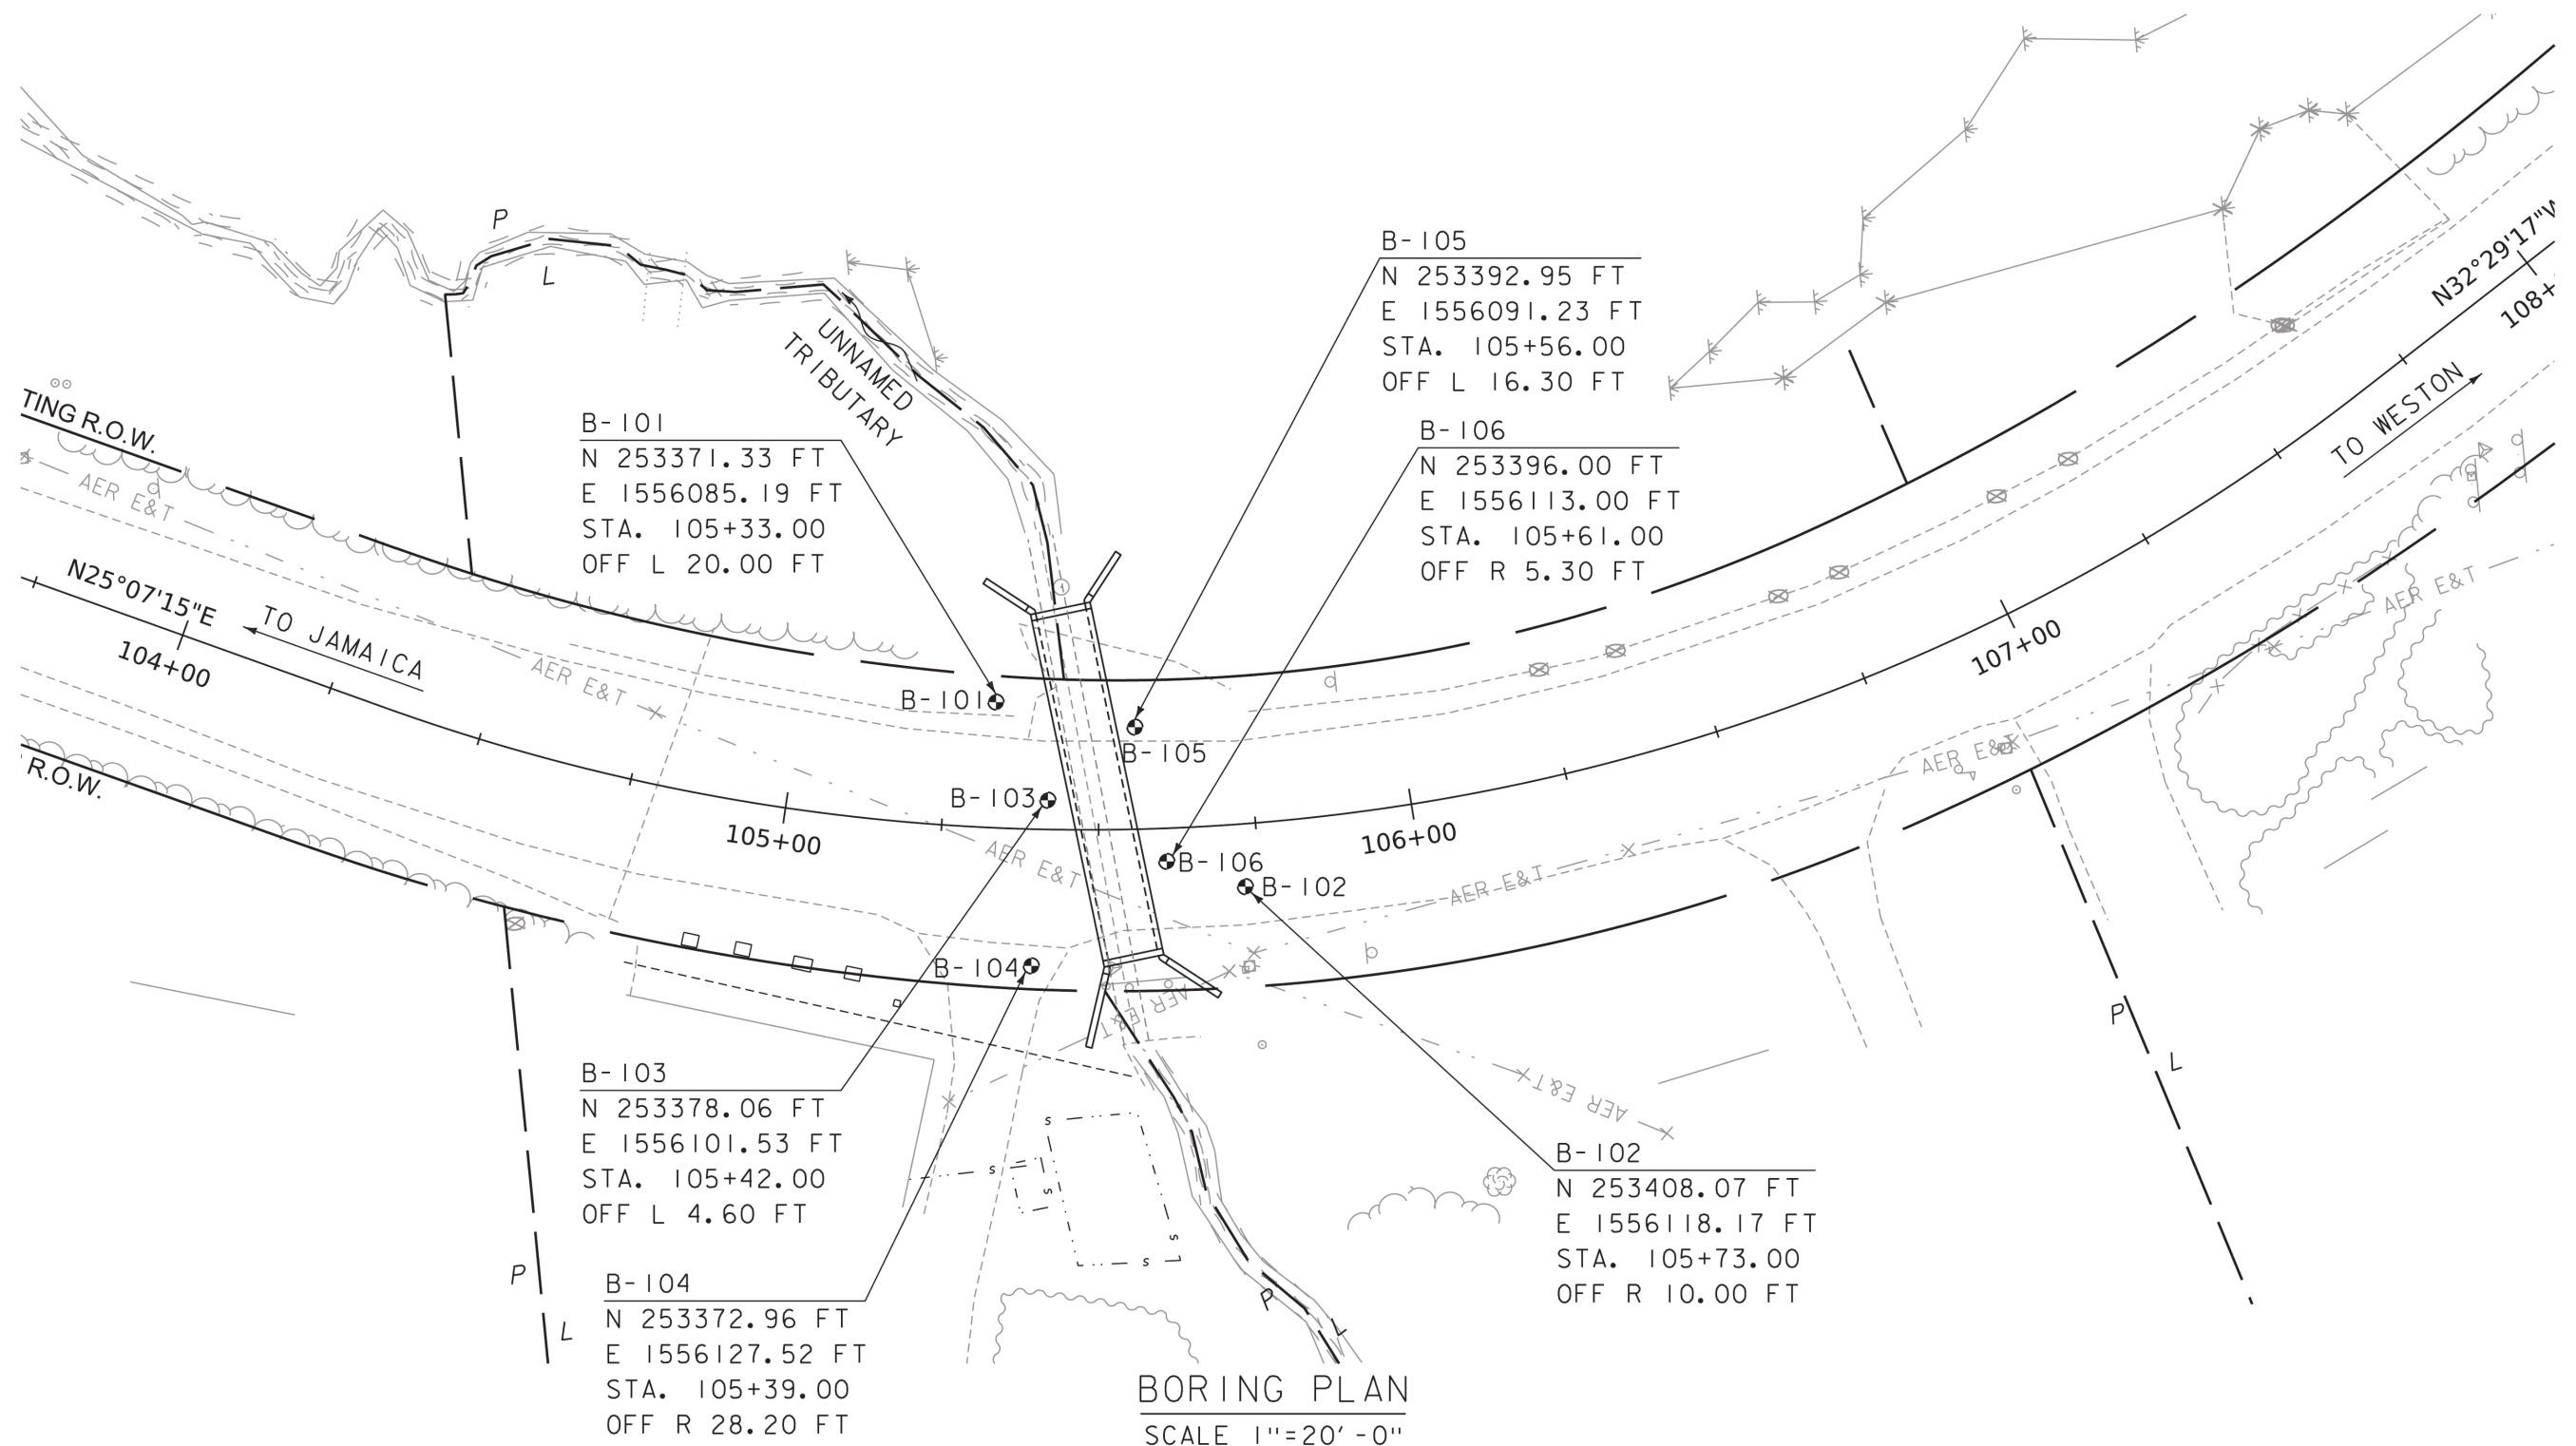 P
L
UNNAMED
TRIBUTARY
B-105
N 253392.95 FT
E 1556091.23 FT
STA. 105+56.00
OFF L 16.30 FT
B-101
N 253371.33 FT
E 1556085.19 FT
STA. 105+33.00
OFF L 20.00 FT
B-106
N 253396.00 FT
E 1556113.00 FT
STA. 105+61.00
OFF R 5.30 FT
N32°29'17"W
108+
TO WESTON
TING R.O.W.
AER E&T
N25°07'15"E
TO JAMAICA
104+00
AER E&T
AER E&T
107+00
B-101
B-105
AER E&T
R.O.W.
B-103
105+00
106+00
AER E&T
B-106
B-102
AER E&T
B-104
AER E&T
P
L
AER E&T
B-103
N 253378.06 FT
E 1556101.53 FT
STA. 105+42.00
OFF L 4.60 FT
S
S
S
S
S
B-102
N 253408.07 FT
E 1556118.17 FT
STA. 105+73.00
OFF R 10.00 FT
P
L
B-104
N 253372.96 FT
E 1556127.52 FT
STA. 105+39.00
OFF R 28.20 FT
P
L
BORING PLAN
SCALE 1"=20'-0"